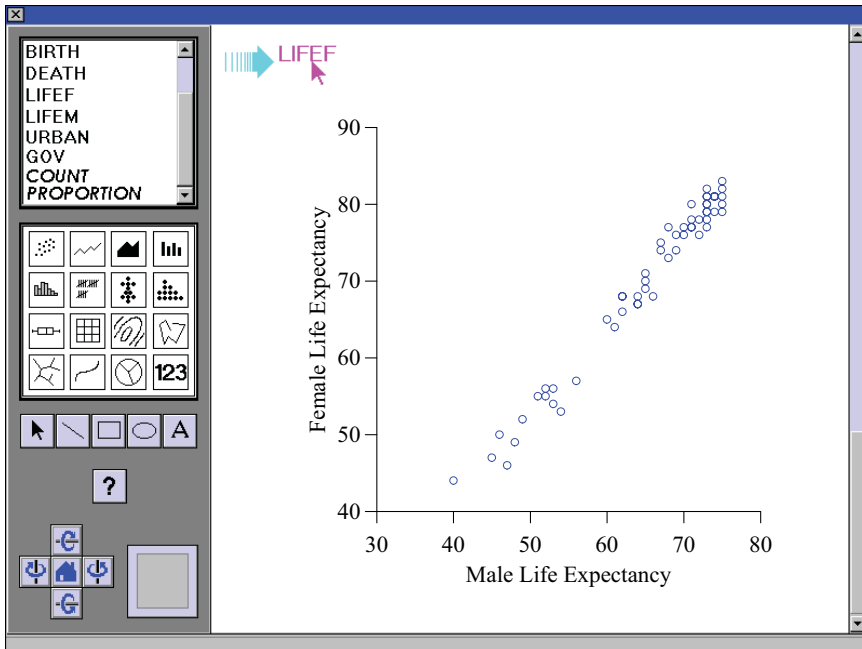 BIRTH
DEATH
LIFEF
LIFEM
URBAN
GOV
COUNT
PROPORTION
123
A
?
LIFEF
90
80
70
60
50
40
Female Life Expectancy
30 40 50 60 70 80
Male Life Expectancy